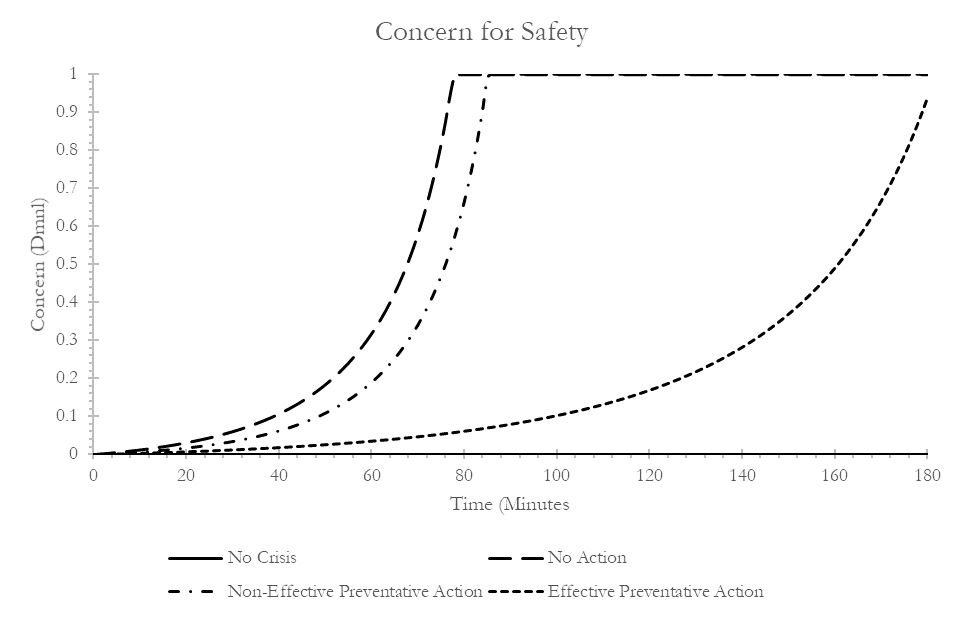 Concern for Safety
Concern (Dmnl)
1
0.9
0.8
0.7
0.6
0.5
0.4
0.3
0.2
0.1
0
0 20 40 60 80 100 120 140 160 180
Time (Minutes
No Crisis No Action
Non-Effective Preventative Action Effective Preventative Action